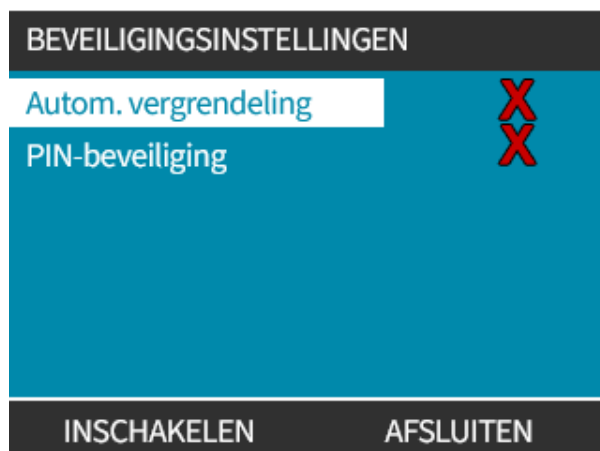 BEVEILIGINGSINSTELLINGEN
Autom. vergrendeling X
PIN-beveiliging X
INSCHAKELEN AFSLUITEN